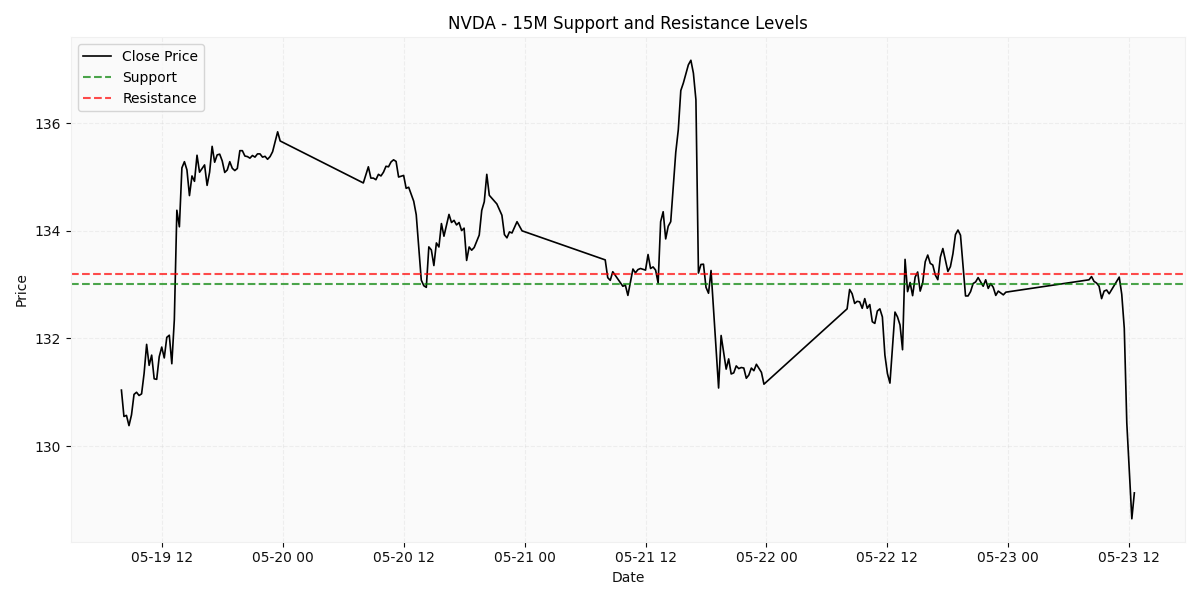 NVDA - 15M Support and Resistance Levels
Close Price
Support
Resistance
Price
136
134
132
130
05-19 12
05-20 00
05-20 12
05-21 00
05-21 12
05-22 00
05-22 12
05-23 00
05-23 12
Date